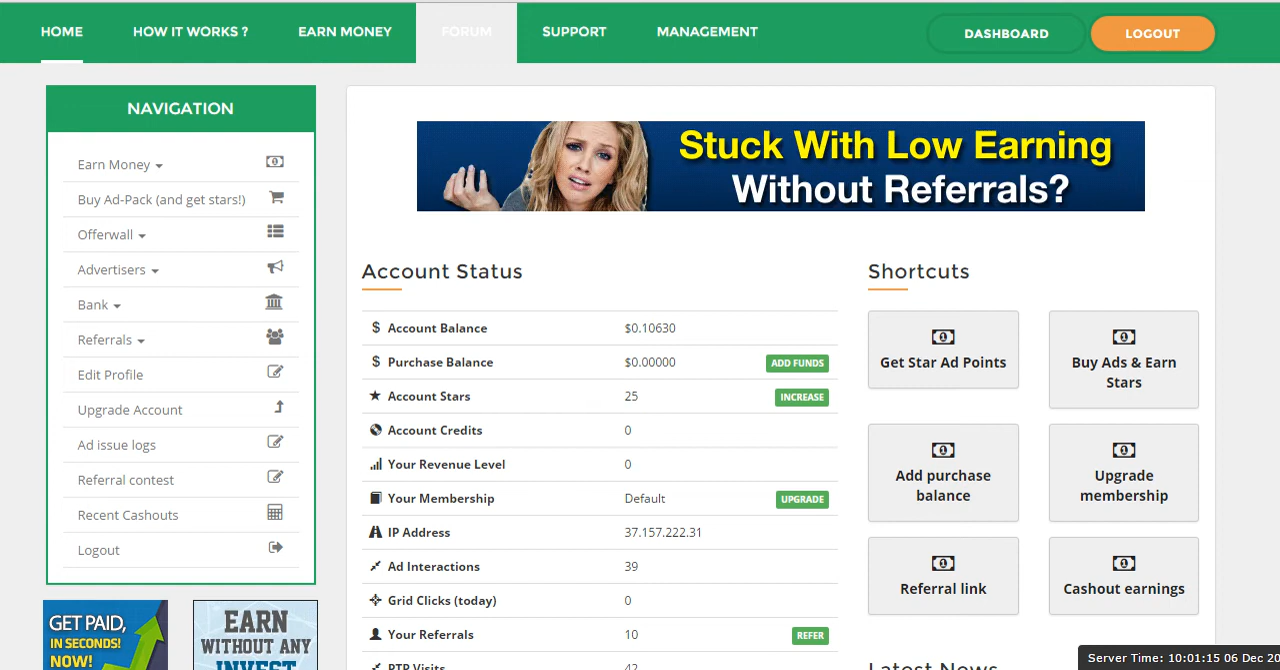 HOME
HOW IT WORKS ?
EARN MONEY
FORUM
SUPPORT
MANAGEMENT
DASHBOARD
LOGOUT
NAVIGATION
Earn Money
Buy Ad-Pack (and get stars!)
Offerwall
Advertisers
Bank
Referrals
Edit Profile
Upgrade Account
Ad issue logs
Referral contest
Recent Cashouts
Logout
GET PAID,
IN SECONDS!
NOW!
EARN
WITHOUT ANY
INVEST
Stuck With Low Earning
Without Referrals?
Account Status
Account Balance $0.10630
Purchase Balance $0.00000 ADD FUNDS
Account Stars 25 INCREASE
Account Credits 0
Your Revenue Level 0
Your Membership Default UPGRADE
IP Address 37.157.222.31
Ad Interactions 39
Grid Clicks (today) 0
Your Referrals 10 REFER
PTP Visits 42
Shortcuts
Get Star Ad Points
Buy Ads & Earn
Stars
Add purchase
balance
Upgrade
membership
Referral link
Cashout earnings
Latest News
Server Time: 10:01:15 06 Dec 20